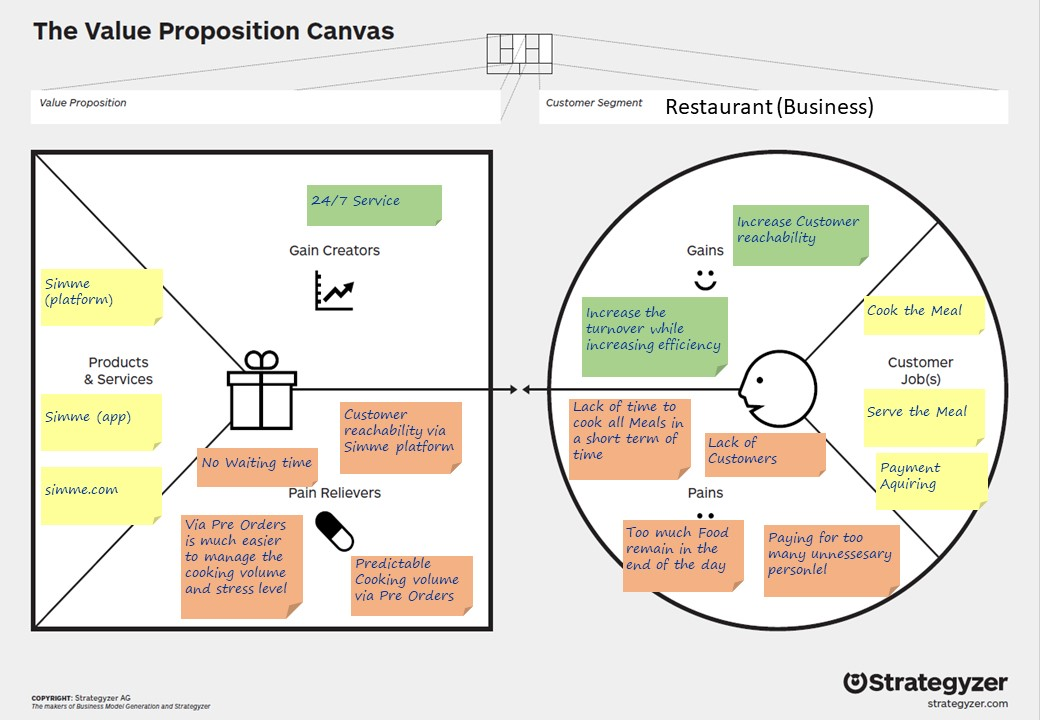 The Value Proposition Canvas
Value Proposition
Customer Segment
Restaurant (Business)
24/7 Service
Gain Creators
Simme
(platform)
Products
& Services
Simme (app)
simme.com
Customer
reachability via
Simme platform
No Waiting time
Pain Relievers
Via Pre Orders
is much easier
to manage the
cooking volume
and stress level
Predictable
Cooking volume
via Pre Orders
Increase Customer
reachability
Gains
Increase the
turnover while
increasing efficiency
Cook the Meal
Customer
Job(s)
Serve the Meal
Payment
Aquiring
Lack of time to
cook all Meals in
a short term of
time
Lack of
Customers
Pains
Too much Food
remain in the
end of the day
Paying for too
many unnessesary
personlel
COPYRIGHT: Strategyzer AG
The makers of Business Model Generation and Strategyzer
Strategyzer
strategyzer.com